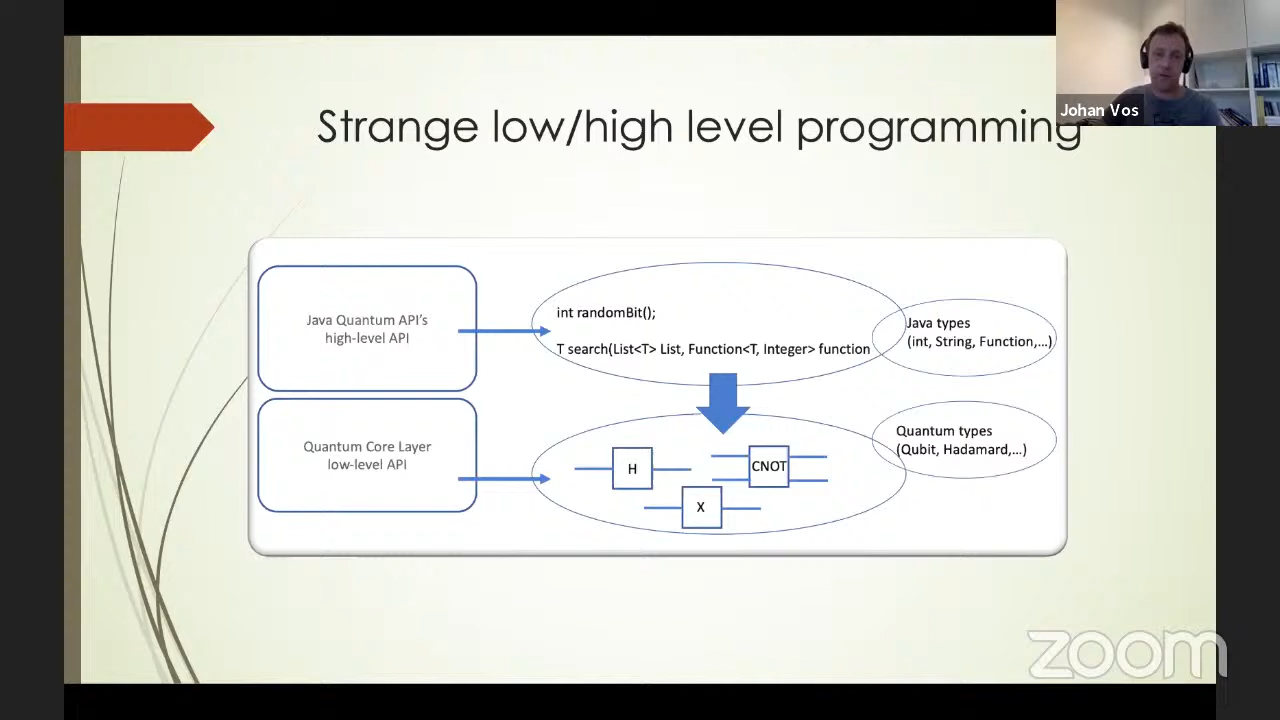 Strange low/high level programming
Johan Vos
Java Quantum API's
high-level API
int randomBit();
T search(List<T> List, Function<T, Integer> function
Java types
(int, String, Function,...)
Quantum Core Layer
low-level API
H
CNOT
X
Quantum types
(Qubit, Hadamard,...)
zoom